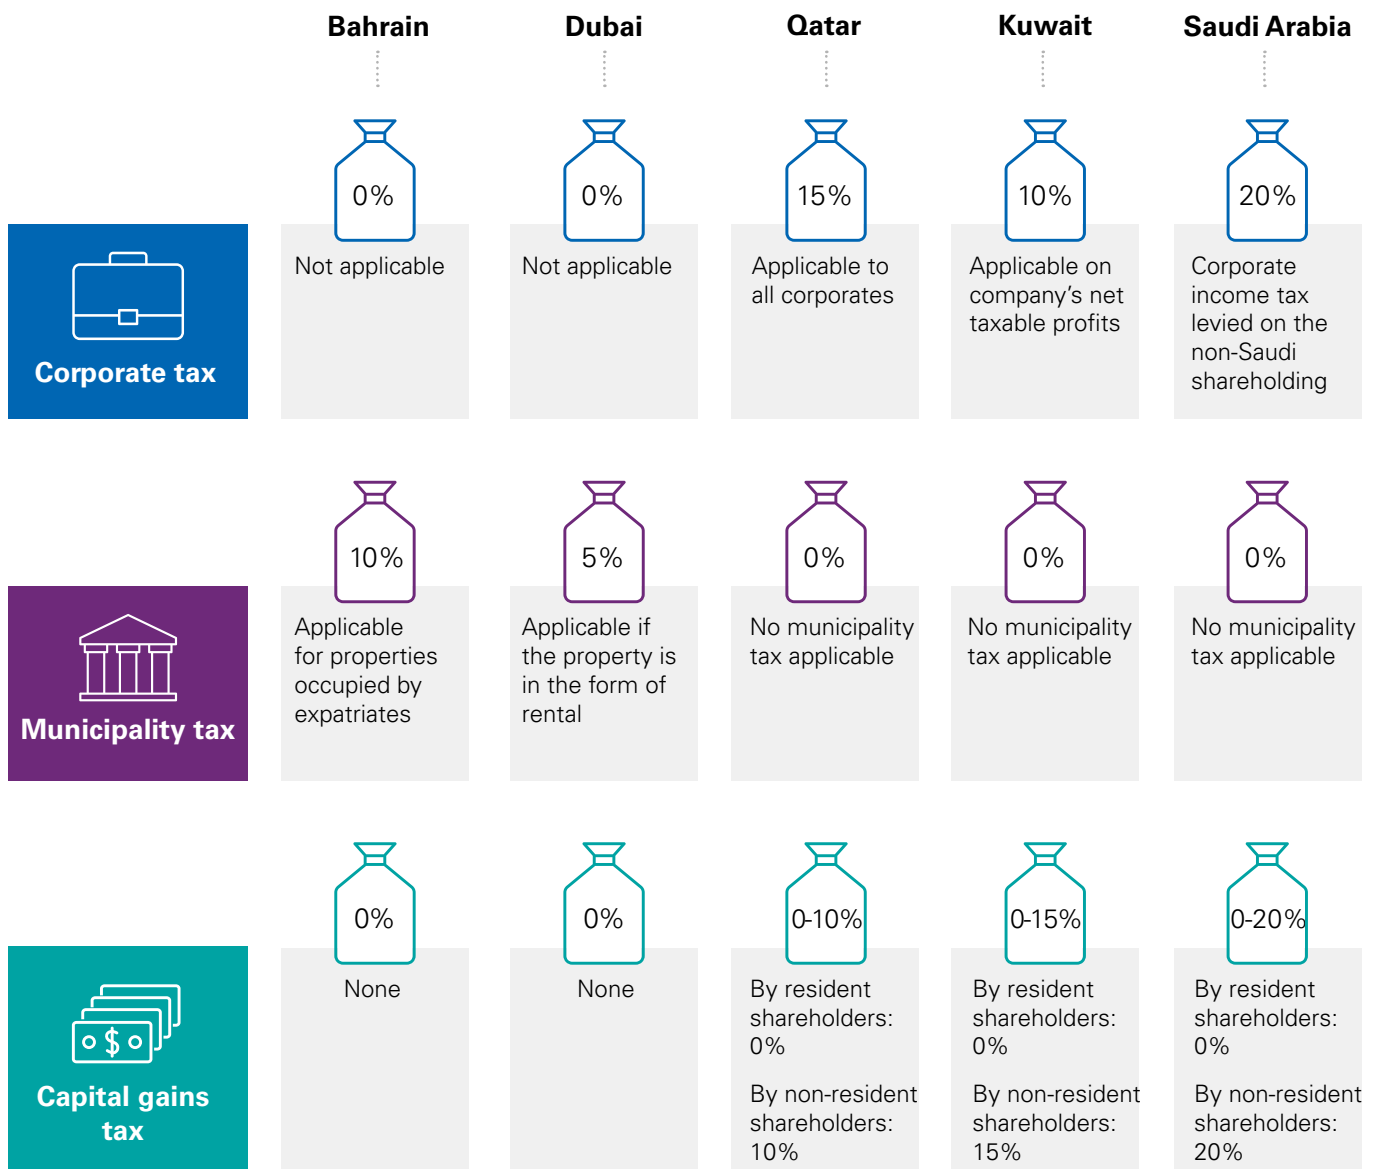 Bahrain
Dubai
Qatar
Kuwait
Saudi Arabia
Corporate tax
0%
Not applicable
0%
Not applicable
15%
Applicable to
all corporates
10%
Applicable on
company’s net
taxable profits
20%
Corporate
income tax
levied on the
non-Saudi
shareholding
Municipality tax
10%
Applicable
for properties
occupied by
expatriates
5%
Applicable if
the property is
in the form of
rental
0%
No municipality
tax applicable
0%
No municipality
tax applicable
0%
No municipality
tax applicable
$
Capital gains
tax
0%
None
0%
None
0-10%
By resident
shareholders:
0%
By non-resident
shareholders:
10%
0-15%
By resident
shareholders:
0%
By non-resident
shareholders:
15%
0-20%
By resident
shareholders:
0%
By non-resident
shareholders:
20%